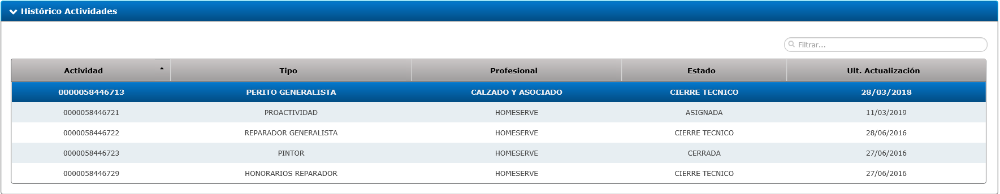 Histórico Actividades
Filtrar...
Actividad Tipo Profesional Estado Ult. Actualización
0000058446713 PERITO GENERALISTA CALZADO Y ASOCIADO CIERRE TECNICO 28/03/2018
0000058446721 PROACTIVIDAD HOMESERVE ASIGNADA 11/03/2019
0000058446722 REPARADOR GENERALISTA HOMESERVE CIERRE TECNICO 28/06/2016
0000058446723 PINTOR HOMESERVE CERRADA 27/06/2016
0000058446729 HONORARIOS REPARADOR HOMESERVE CIERRE TECNICO 27/06/2016